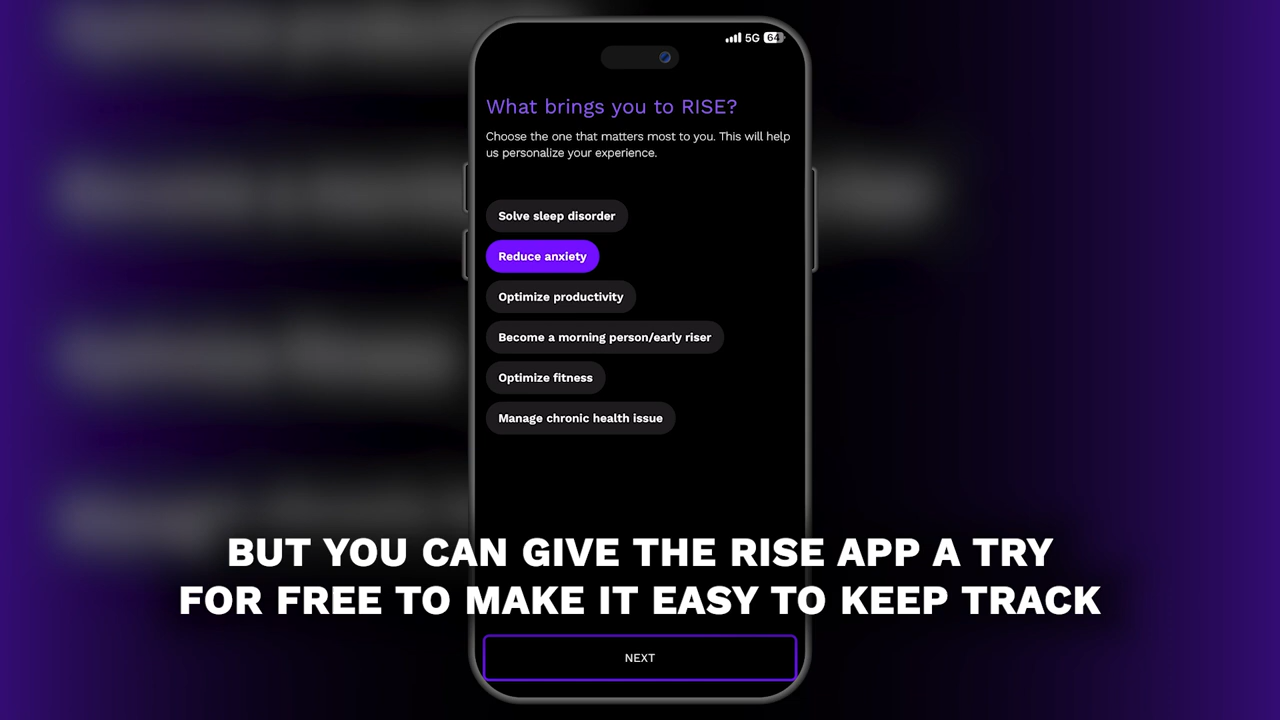 5G 64
What brings you to RISE?
Choose the one that matters most to you. This will help
us personalize your experience.
Solve sleep disorder
Reduce anxiety
Optimize productivity
Become a morning person/early riser
Optimize fitness
Manage chronic health issue
BUT YOU CAN GIVE THE RISE APP A TRY
FOR FREE TO MAKE IT EASY TO KEEP TRACK
NEXT